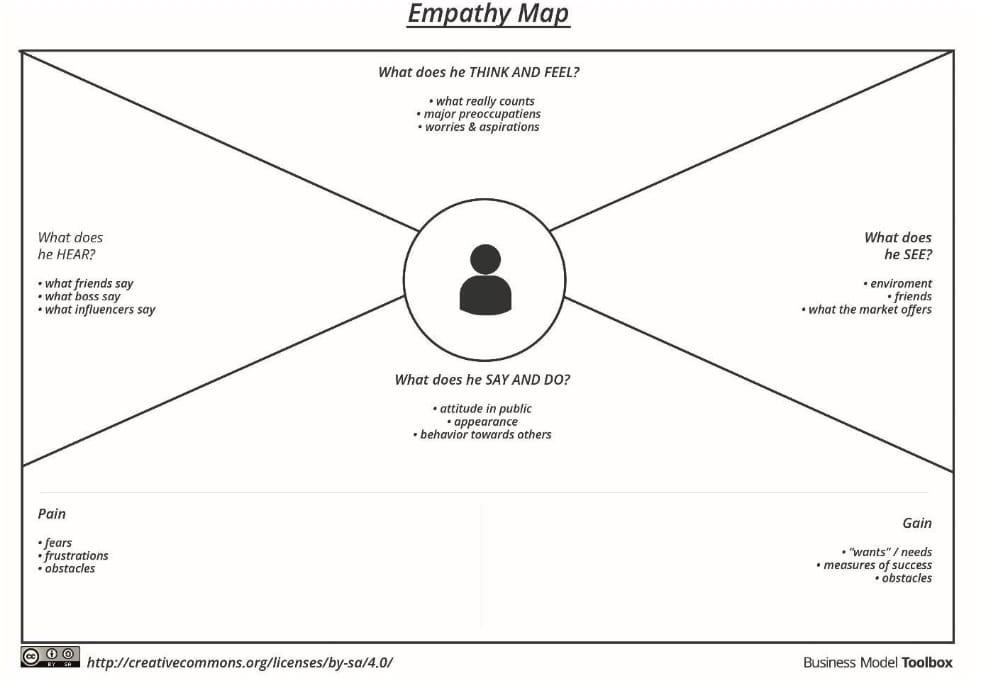 Empathy Map
What does he THINK AND FEEL?
• what really counts
• major preoccupatiens
• worries & aspirations
What does
he HEAR?
• what friends say
• what boss say
• what influencers say
What does
he SEE?
• enviroment
• friends
• what the market offers
What does he SAY AND DO?
• attitude in public
• appearance
• behavior towards others
Pain
• fears
• frustrations
• obstacles
Gain
• "wants" / needs
• measures of success
• obstacles
cc BY SA
http://creativecommons.org/licenses/by-sa/4.0/
Business Model Toolbox